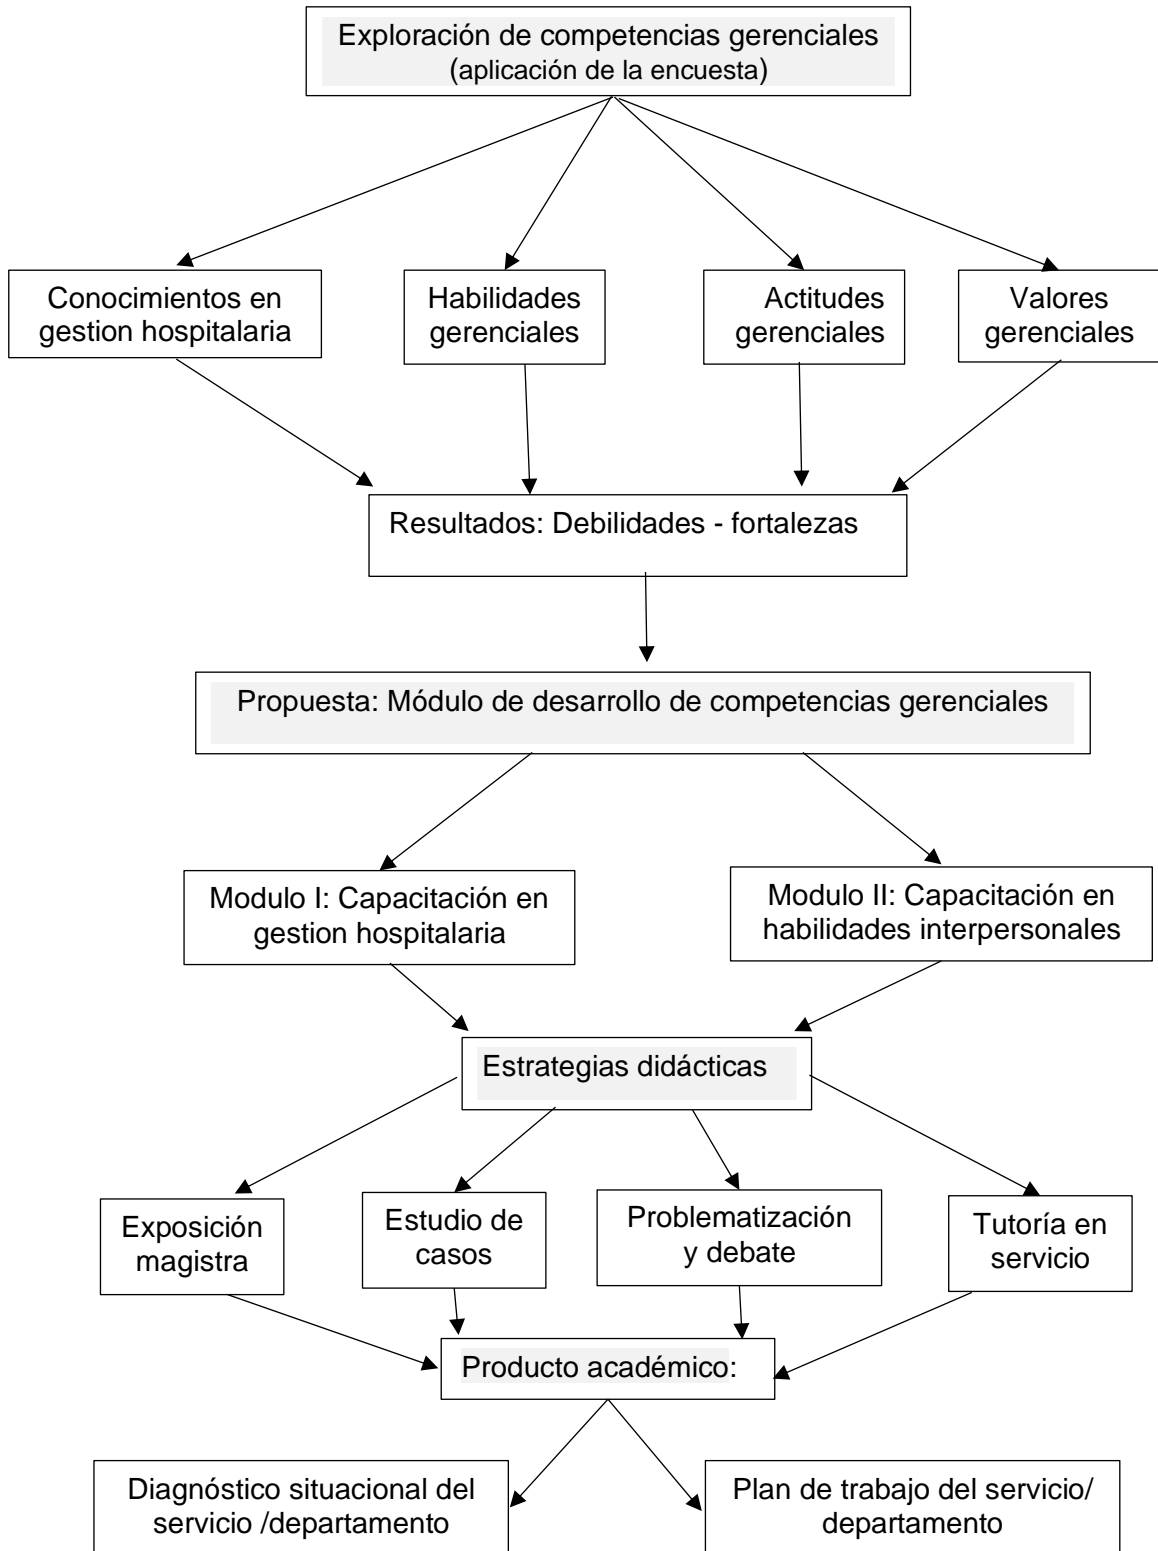 Exploración de competencias gerenciales
(aplicación de la encuesta)
Conocimientos en
gestion hospitalaria
Habilidades
gerenciales
Actitudes
gerenciales
Valores
gerenciales
Resultados: Debilidades - fortalezas
Propuesta: Módulo de desarrollo de competencias gerenciales
Modulo I: Capacitación en
gestion hospitalaria
Modulo II: Capacitación en
habilidades interpersonales
Estrategias didácticas
Exposición
magistra
Estudio de
casos
Problematización
y debate
Tutoría en
servicio
Producto académico:
Diagnóstico situacional del
servicio /departamento
Plan de trabajo del servicio/
departamento